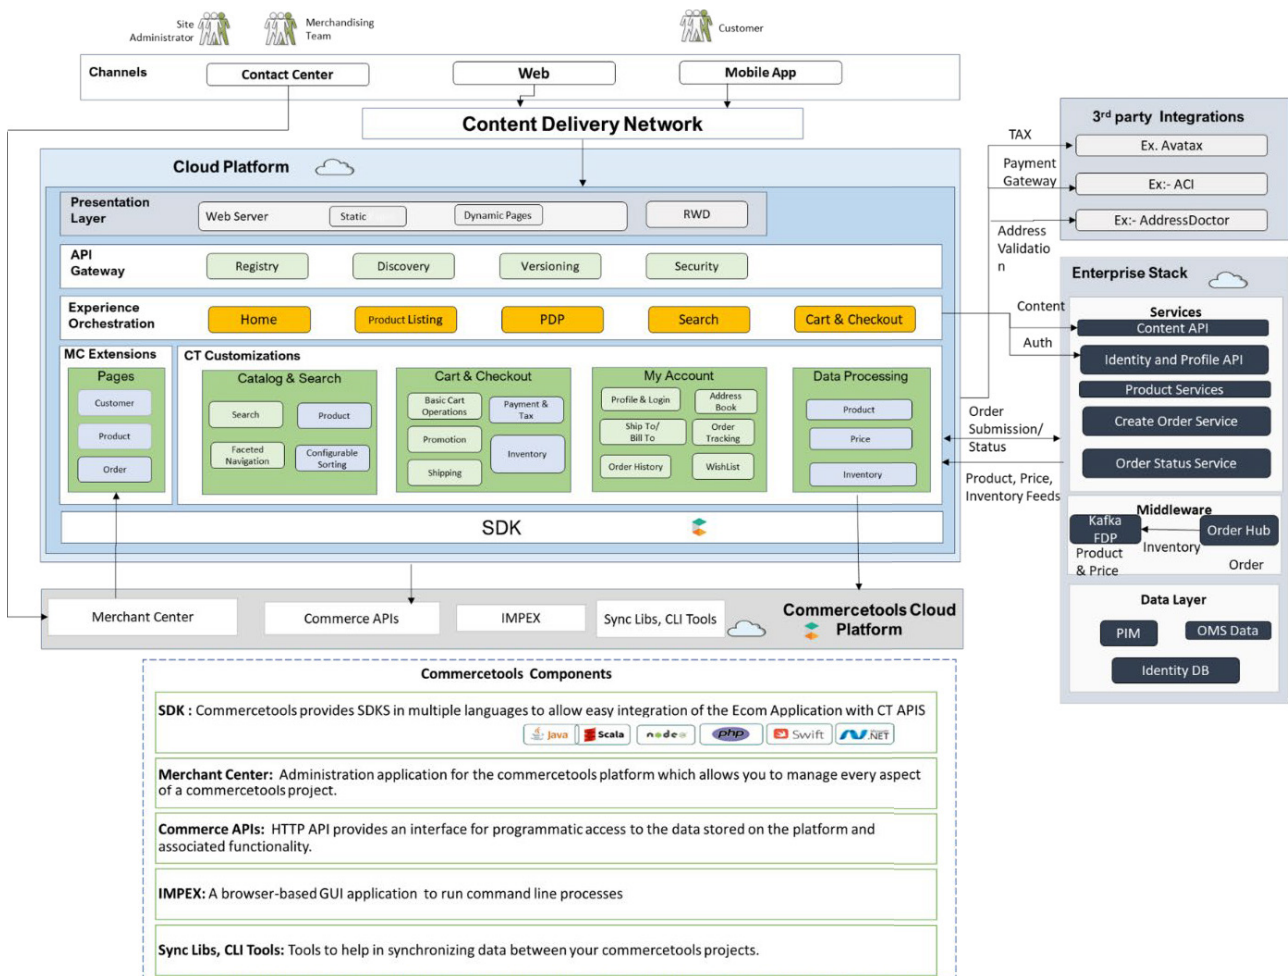 Site
Administrator
Merchandising
Team
Customer
Channels
Contact Center
Web
Mobile App
Content Delivery Network
Cloud Platform
Presentation
Layer
Web Server
Static
Dynamic Pages
RWD
API
Gateway
Registry
Discovery
Versioning
Security
Experience
Orchestration
Home
Product Listing
PDP
Search
Cart & Checkout
MC Extensions
Pages
Customer
Product
Order
CT Customizations
Catalog & Search
Search
Product
Faceted
Navigation
Configurable
Sorting
Cart & Checkout
Basic Cart
Operations
Payment &
Tax
Promotion
Inventory
Shipping
My Account
Profile & Login
Address
Book
Ship To/
Bill To
Order
Tracking
Order History
WishList
Data Processing
Product
Price
Inventory
SDK
Merchant Center
Commerce APIs
IMPEX
Sync Libs, CLI Tools
Commercetools Cloud
Platform
TAX
Payment
Gateway
Address
Validatio
n
Content
Auth
Order
Submission/
Status
Product, Price,
Inventory Feeds
3rd party Integrations
Ex. Avatax
Ex:- ACI
Ex:- AddressDoctor
Enterprise Stack
Services
Content API
Identity and Profile API
Product Services
Create Order Service
Order Status Service
Middleware
Kafka
FDP
Order Hub
Inventory
Product
& Price
Order
Data Layer
PIM
OMS Data
Identity DB
Commercetools Components
SDK : Commercetools provides SDKS in multiple languages to allow easy integration of the Ecom Application with CT APIS
Java
Scala
node
php
Swift
.NET
Merchant Center: Administration application for the commercetools platform which allows you to manage every aspect
of a commercetools project.
Commerce APIs: HTTP API provides an interface for programmatic access to the data stored on the platform and
associated functionality.
IMPEX: A browser-based GUI application to run command line processes
Sync Libs, CLI Tools: Tools to help in synchronizing data between your commercetools projects.